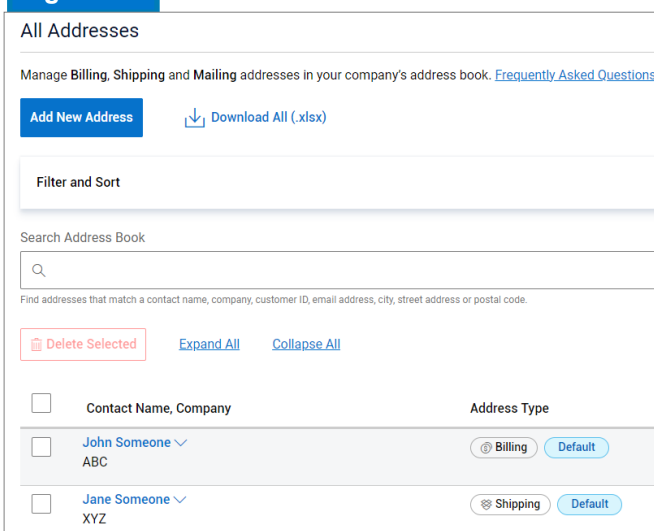 All Addresses
Manage Billing, Shipping and Mailing addresses in your company's address book. Frequently Asked Questions
Add New Address
Download All (.xlsx)
Filter and Sort
Search Address Book
Find addresses that match a contact name, company, customer ID, email address, city, street address or postal code.
Delete Selected Expand All Collapse All
Contact Name, Company Address Type
John Someone Billing Default
ABC
Jane Someone Shipping Default
XYZ